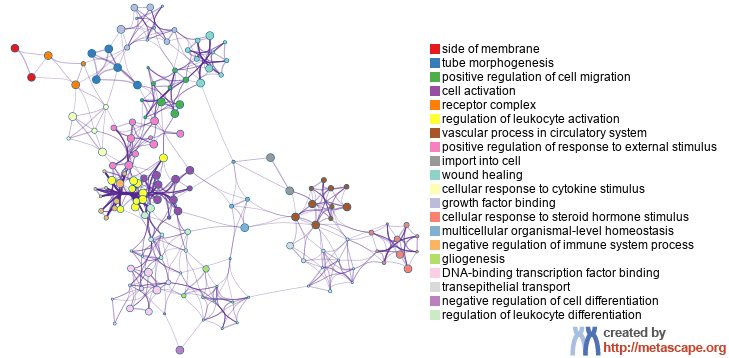 side of membrane
tube morphogenesis
positive regulation of cell migration
cell activation
receptor complex
regulation of leukocyte activation
vascular process in circulatory system
positive regulation of response to external stimulus
import into cell
wound healing
cellular response to cytokine stimulus
growth factor binding
cellular response to steroid hormone stimulus
multicellular organismal-level homeostasis
negative regulation of immune system process
gliogenesis
DNA-binding transcription factor binding
transepithelial transport
negative regulation of cell differentiation
regulation of leukocyte differentiation
created by
http://metascape.org